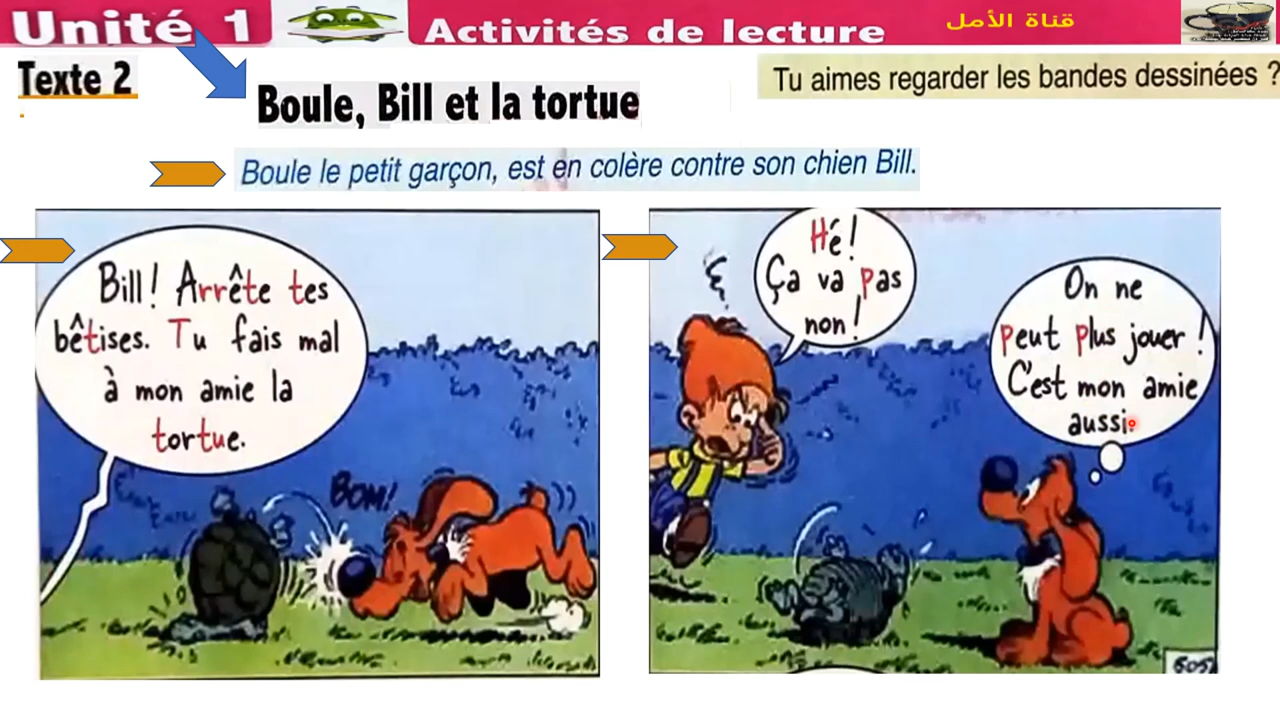 Unité 1
Activités de lecture
قناة الأمل
Texte 2
Boule, Bill et la tortue
Tu aimes regarder les bandes dessinées ?
Boule le petit garçon, est en colère contre son chien Bill.
Bill! Arrête tes
bêtises. Tu fais mal
à mon amie la
tortue.
BOM!
Hé!
Ça va pas
non!
On ne
peut plus jouer !
C'est mon amie
aussi.